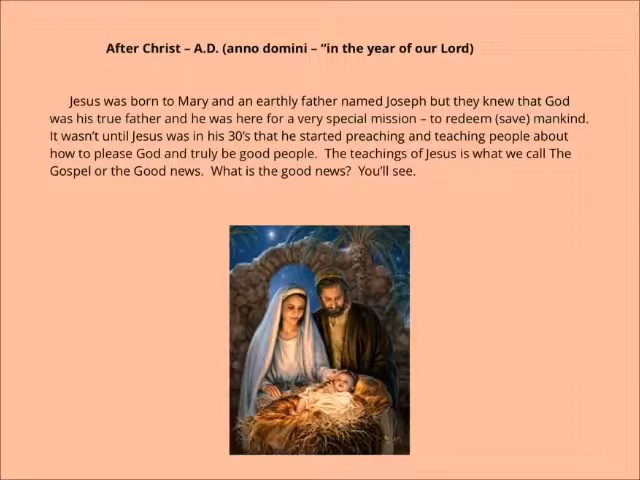 After Christ – A.D. (anno domini – “in the year of our Lord)
Jesus was born to Mary and an earthly father named Joseph but they knew that God
was his true father and he was here for a very special mission – to redeem (save) mankind.
It wasn’t until Jesus was in his 30’s that he started preaching and teaching people about
how to please God and truly be good people.  The teachings of Jesus is what we call The
Gospel or the Good news.  What is the good news?  You’ll see.